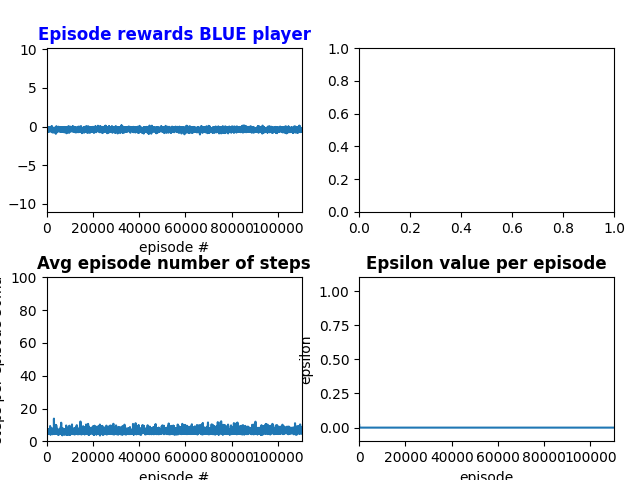 Episode rewards BLUE player
10
5
0
−5
−10
0 20000 40000 60000 80000 100000
episode #
1.0
0.8
0.6
0.4
0.2
0.0
0.0 0.2 0.4 0.6 0.8 1.0
Avg episode number of steps
100
80
60
40
20
0
0 20000 40000 60000 80000 100000
episode #
Epsilon value per episode
epsilon
1.00
0.75
0.50
0.25
0.00
0 20000 40000 60000 80000 100000
episode